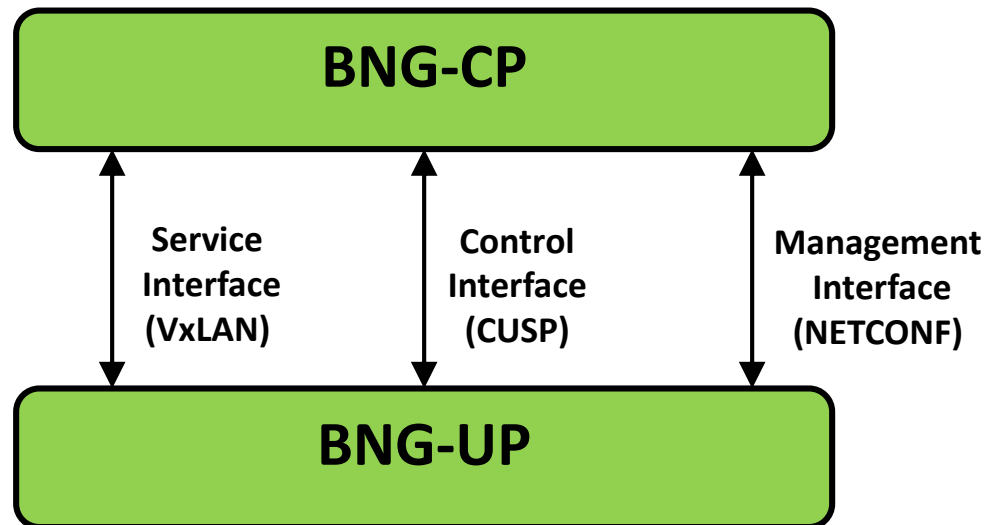 BNG-CP
Service
Interface
(VxLAN)
Control
Interface
(CUSP)
Management
Interface
(NETCONF)
BNG-UP